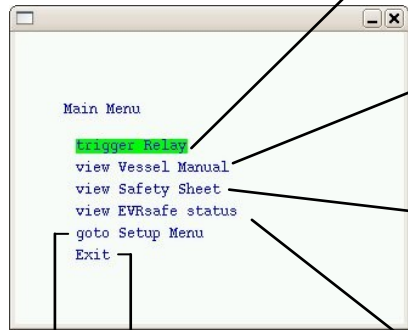 Main Menu
trigger Relay
view Vessel Manual
view Safety Sheet
view EVRsafe status
goto Setup Menu
Exit